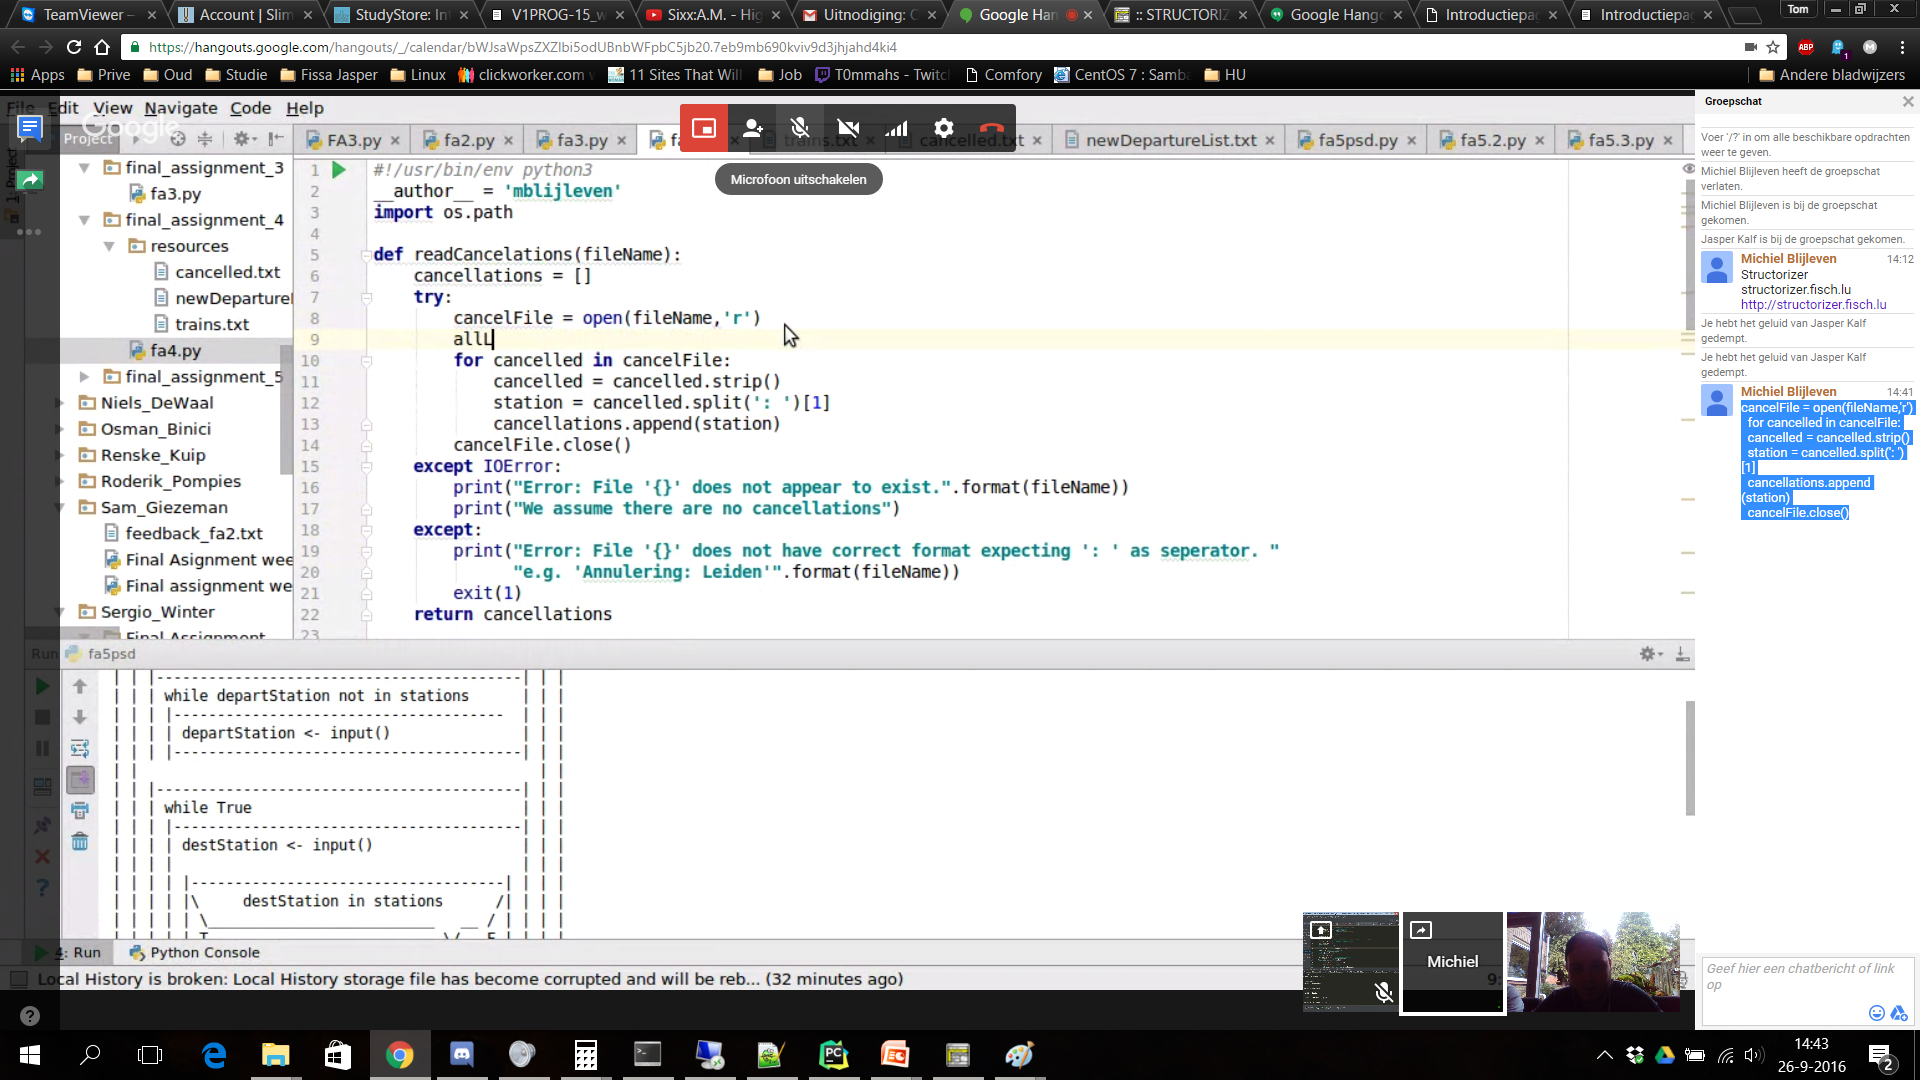 TeamViewer –
Account | Slim
StudyStore: Int
V1PROG-15_w
Sixx:A.M. - Hig
Uitnodiging: C
Google Han
:: STRUCTORIZ
Google Hango
Introductiepag
Introductiepag
Tom
https://hangouts.google.com/hangouts/_/calendar/bWJsaWpsZXZlbi5odUBnbWFpbC5jb20.7eb9mb690kviv9d3jhjahd4ki4
ABP
Apps
Prive
Oud
Studie
Fissa Jasper
Linux
clickworker.com
11 Sites That Will
Job
T0mmahs - Twitch
Comfory
CentOS 7 : Samba
HU
Andere bladwijzers
File Edit View Navigate Code Help
Google
Project
FA3.py
fa2.py
fa3.py
trains.txt
cancelled.txt
newDepartureList.txt
fa5psd.py
fa5.2.py
fa5.3.py
Microfoon uitschakelen
1: Project
final_assignment_3
fa3.py
final_assignment_4
resources
cancelled.txt
newDepartureL
trains.txt
fa4.py
final_assignment_5
Niels_DeWaal
Osman_Binici
Renske_Kuip
Roderik_Pompies
Sam_Giezeman
feedback_fa2.txt
Final Asignment wee
Final assignment we
Sergio_Winter
Final Assignment
1 #!/usr/bin/env python3
2 __author__ = 'mblijleven'
3 import os.path
4
5 def readCancelations(fileName):
6 cancellations = []
7 try:
8 cancelFile = open(fileName,'r')
9 allL
10 for cancelled in cancelFile:
11 cancelled = cancelled.strip()
12 station = cancelled.split(': ')[1]
13 cancellations.append(station)
14 cancelFile.close()
15 except IOError:
16 print("Error: File '{}' does not appear to exist.".format(fileName))
17 print("We assume there are no cancellations")
18 except:
19 print("Error: File '{}' does not have correct format expecting ': ' as seperator. "
20 "e.g. 'Annulering: Leiden'".format(fileName))
21 exit(1)
22 return cancellations
23
Run fa5psd
while departStation not in stations
departStation <- input()
while True
destStation <- input()
destStation in stations
T F
4: Run
Python Console
Local History is broken: Local History storage file has become corrupted and will be reb... (32 minutes ago)
9:
Michiel
Groepschat
Voer '/?' in om alle beschikbare opdrachten
weer te geven.
Michiel Blijleven heeft de groepschat
verlaten.
Michiel Blijleven is bij de groepschat
gekomen.
Jasper Kalf is bij de groepschat gekomen.
Michiel Blijleven 14:12
Structorizer
structorizer.fisch.lu
http://structorizer.fisch.lu
Je hebt het geluid van Jasper Kalf
gedempt.
Je hebt het geluid van Jasper Kalf
gedempt.
Michiel Blijleven 14:41
cancelFile = open(fileName,'r')
for cancelled in cancelFile:
cancelled = cancelled.strip()
station = cancelled.split(': ')
[1]
cancellations.append
(station)
cancelFile.close()
Geef hier een chatbericht of link
op
14:43
26-9-2016
2